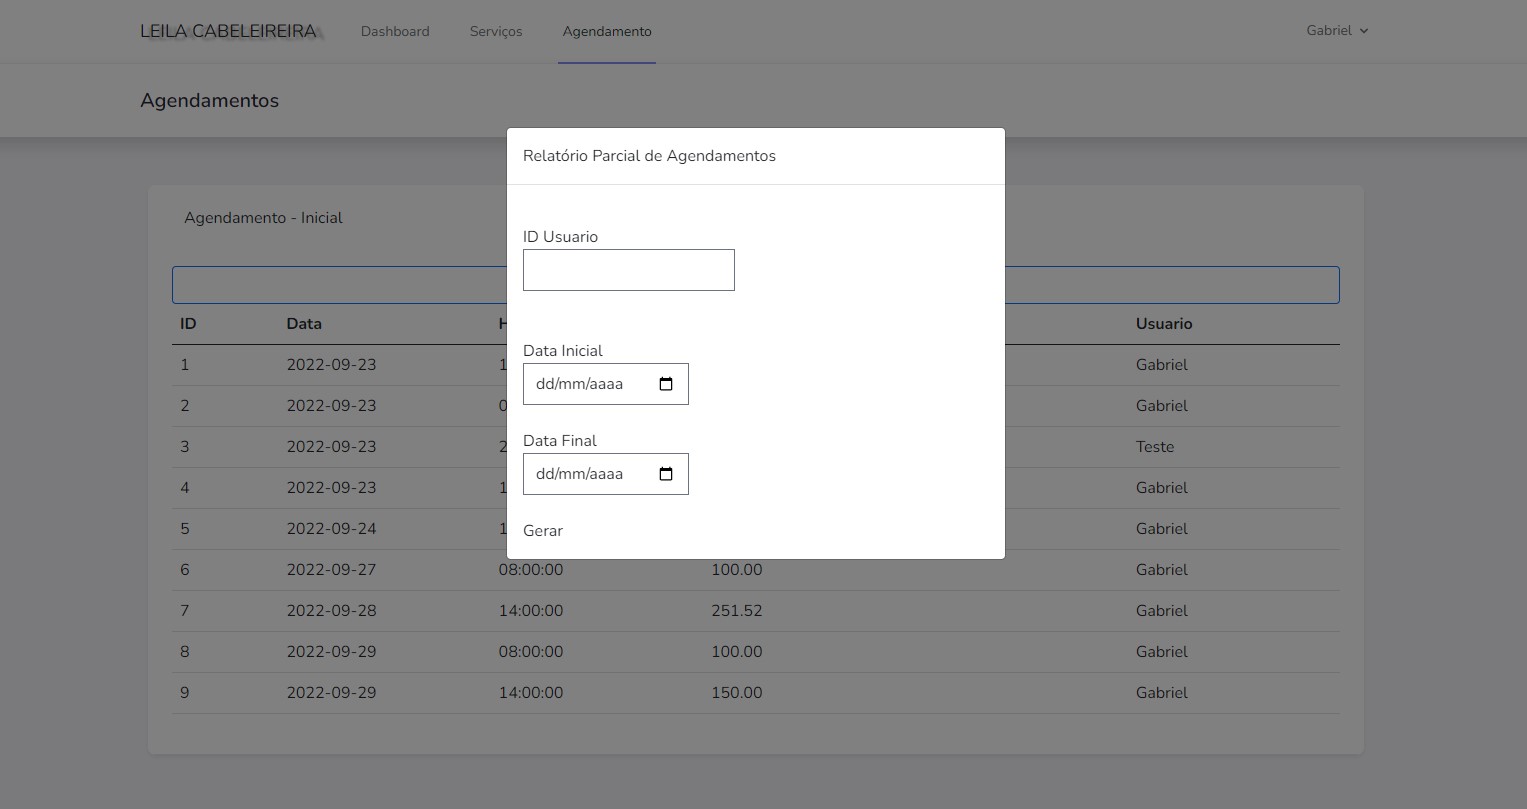 LEILA CABELEIREIRA Dashboard Serviços Agendamento Gabriel
Agendamentos
Relatório Parcial de Agendamentos
ID Usuario
Data Inicial
dd/mm/aaaa
Data Final
dd/mm/aaaa
Gerar
Agendamento - Inicial
ID Data H Usuario
1 2022-09-23 1 Gabriel
2 2022-09-23 0 Gabriel
3 2022-09-23 2 Teste
4 2022-09-23 1 Gabriel
5 2022-09-24 1 Gabriel
6 2022-09-27 08:00:00 100.00 Gabriel
7 2022-09-28 14:00:00 251.52 Gabriel
8 2022-09-29 08:00:00 100.00 Gabriel
9 2022-09-29 14:00:00 150.00 Gabriel